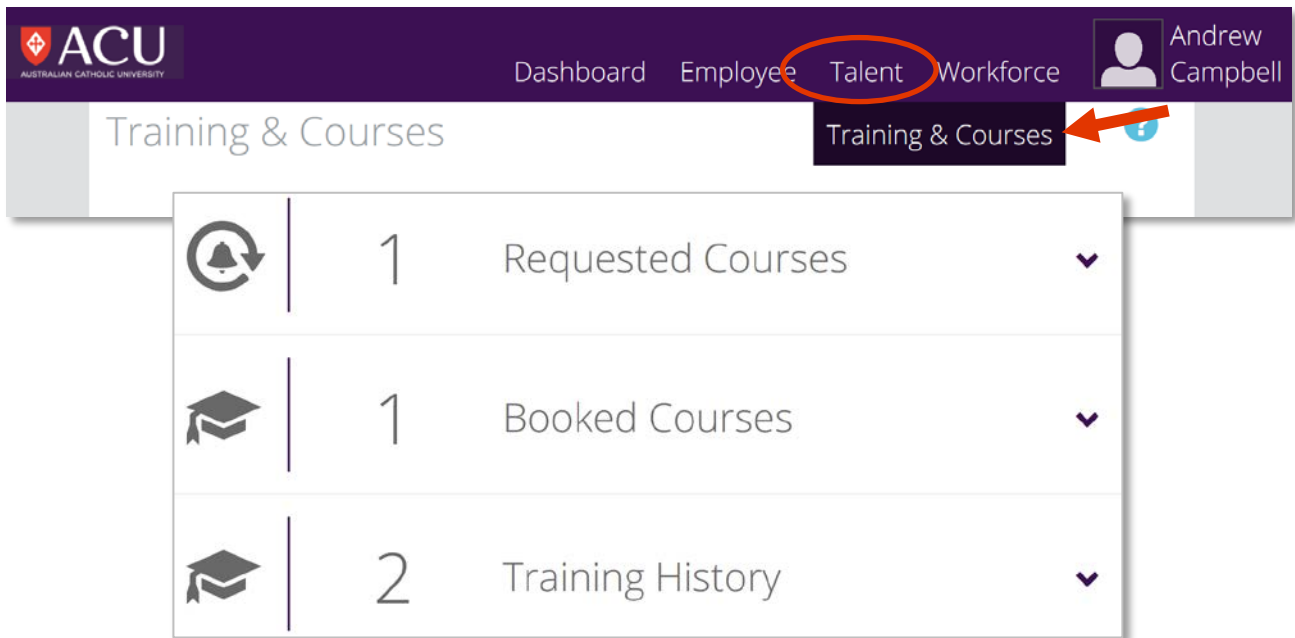 ACU
AUSTRALIAN CATHOLIC UNIVERSITY
Dashboard Employee Talent Workforce
Andrew
Campbell
Training & Courses
Training & Courses
?
1 Requested Courses
1 Booked Courses
2 Training History